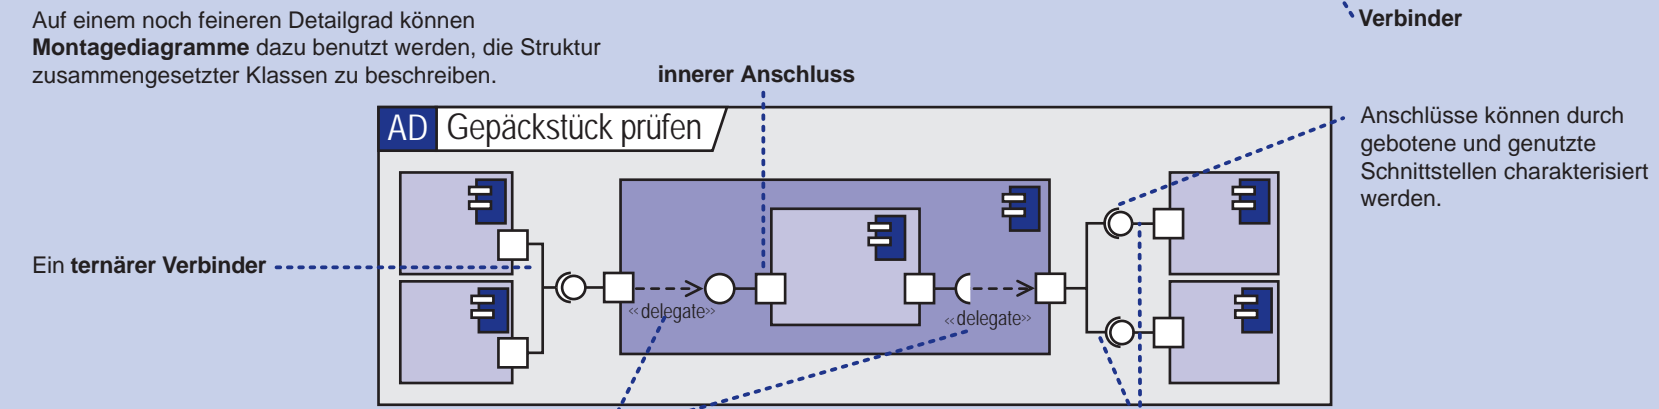 Auf einem noch feineren Detailgrad können
Montagediagramme dazu benutzt werden, die Struktur
zusammengesetzter Klassen zu beschreiben.
Verbinder
innerer Anschluss
AD Gepäckstück prüfen
Anschlüsse können durch
gebotene und genutzte
Schnittstellen charakterisiert
werden.
Ein ternärer Verbinder
«delegate»
«delegate»